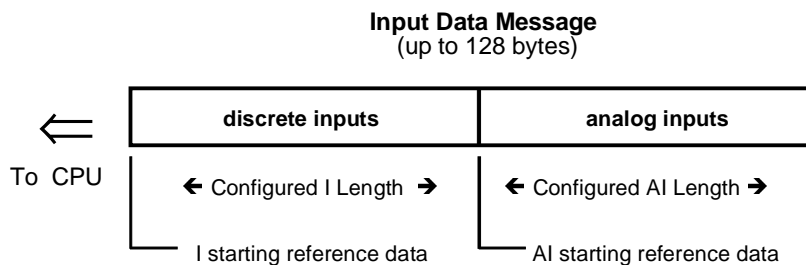 Input Data Message
(up to 128 bytes)
discrete inputs
analog inputs
To CPU
Configured I Length
Configured AI Length
I starting reference data
AI starting reference data